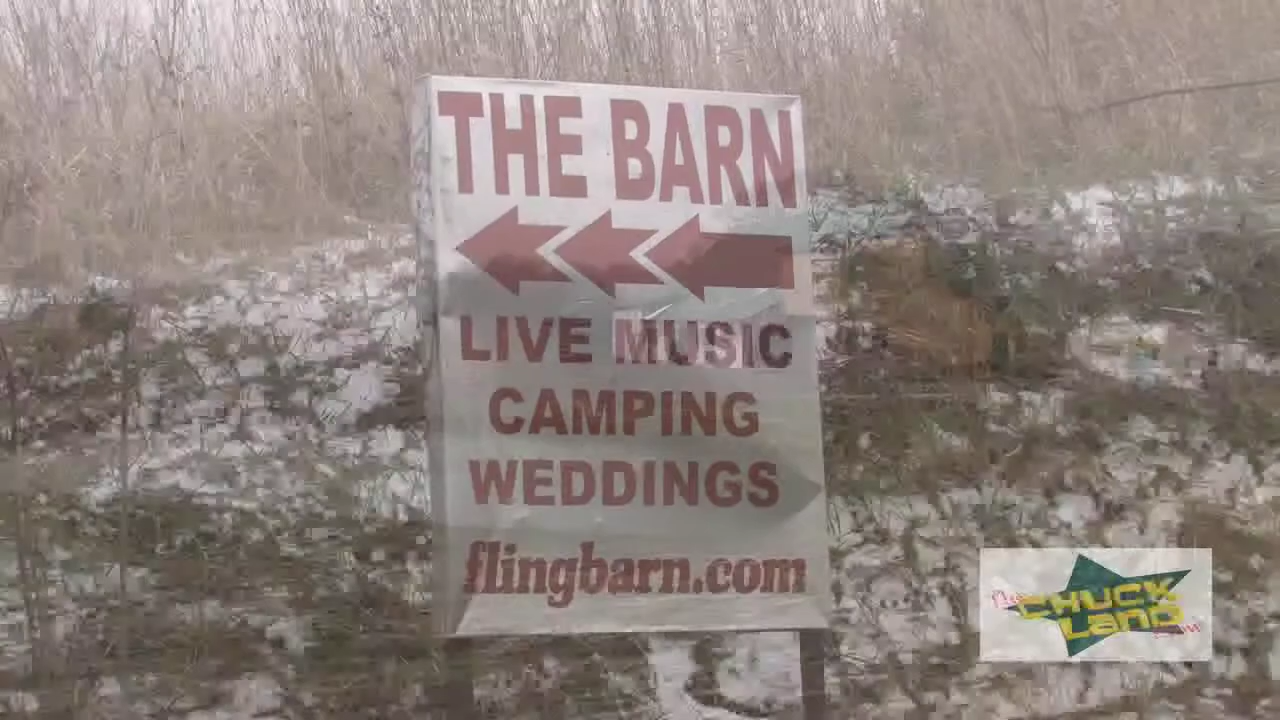 THE BARN
LIVE MUSIC
CAMPING
WEDDINGS
flingbarn.com
CHUCK
LAND